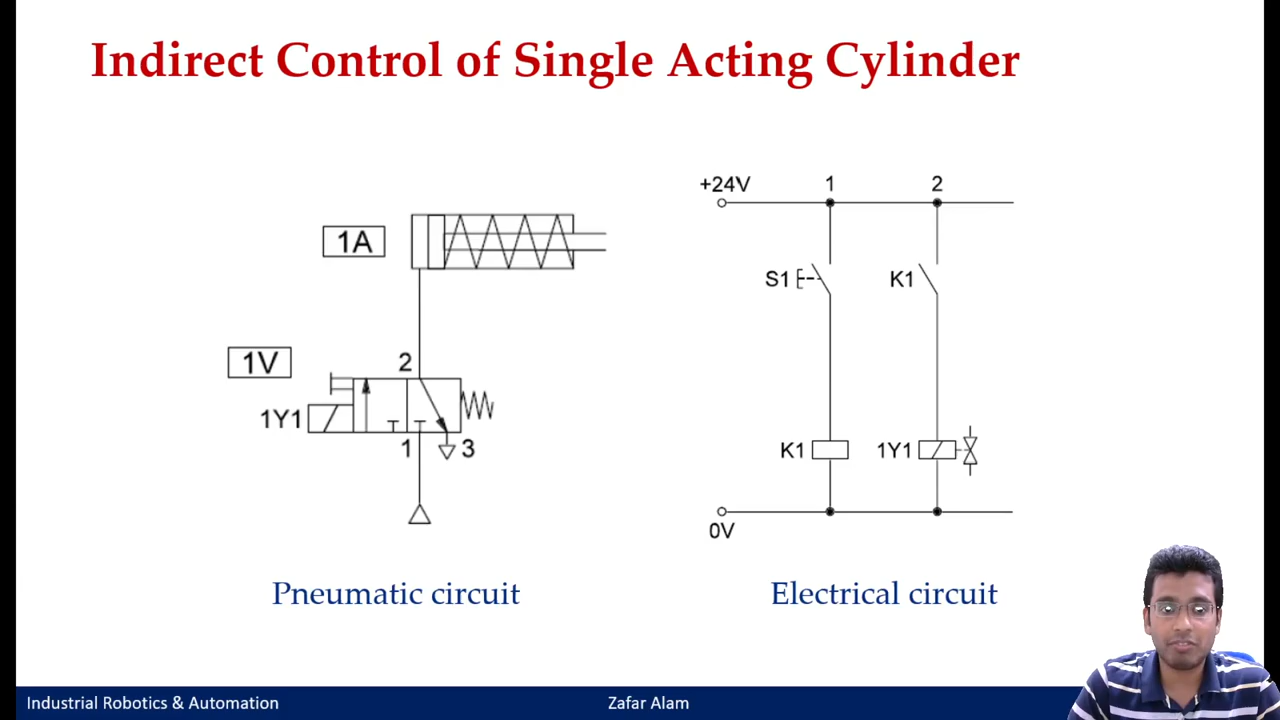 Indirect Control of Single Acting Cylinder
1A
1V
2
1Y1
1
3
+24V
1
2
S1
K1
K1
1Y1
0V
Pneumatic circuit
Electrical circuit
Industrial Robotics & Automation
Zafar Alam